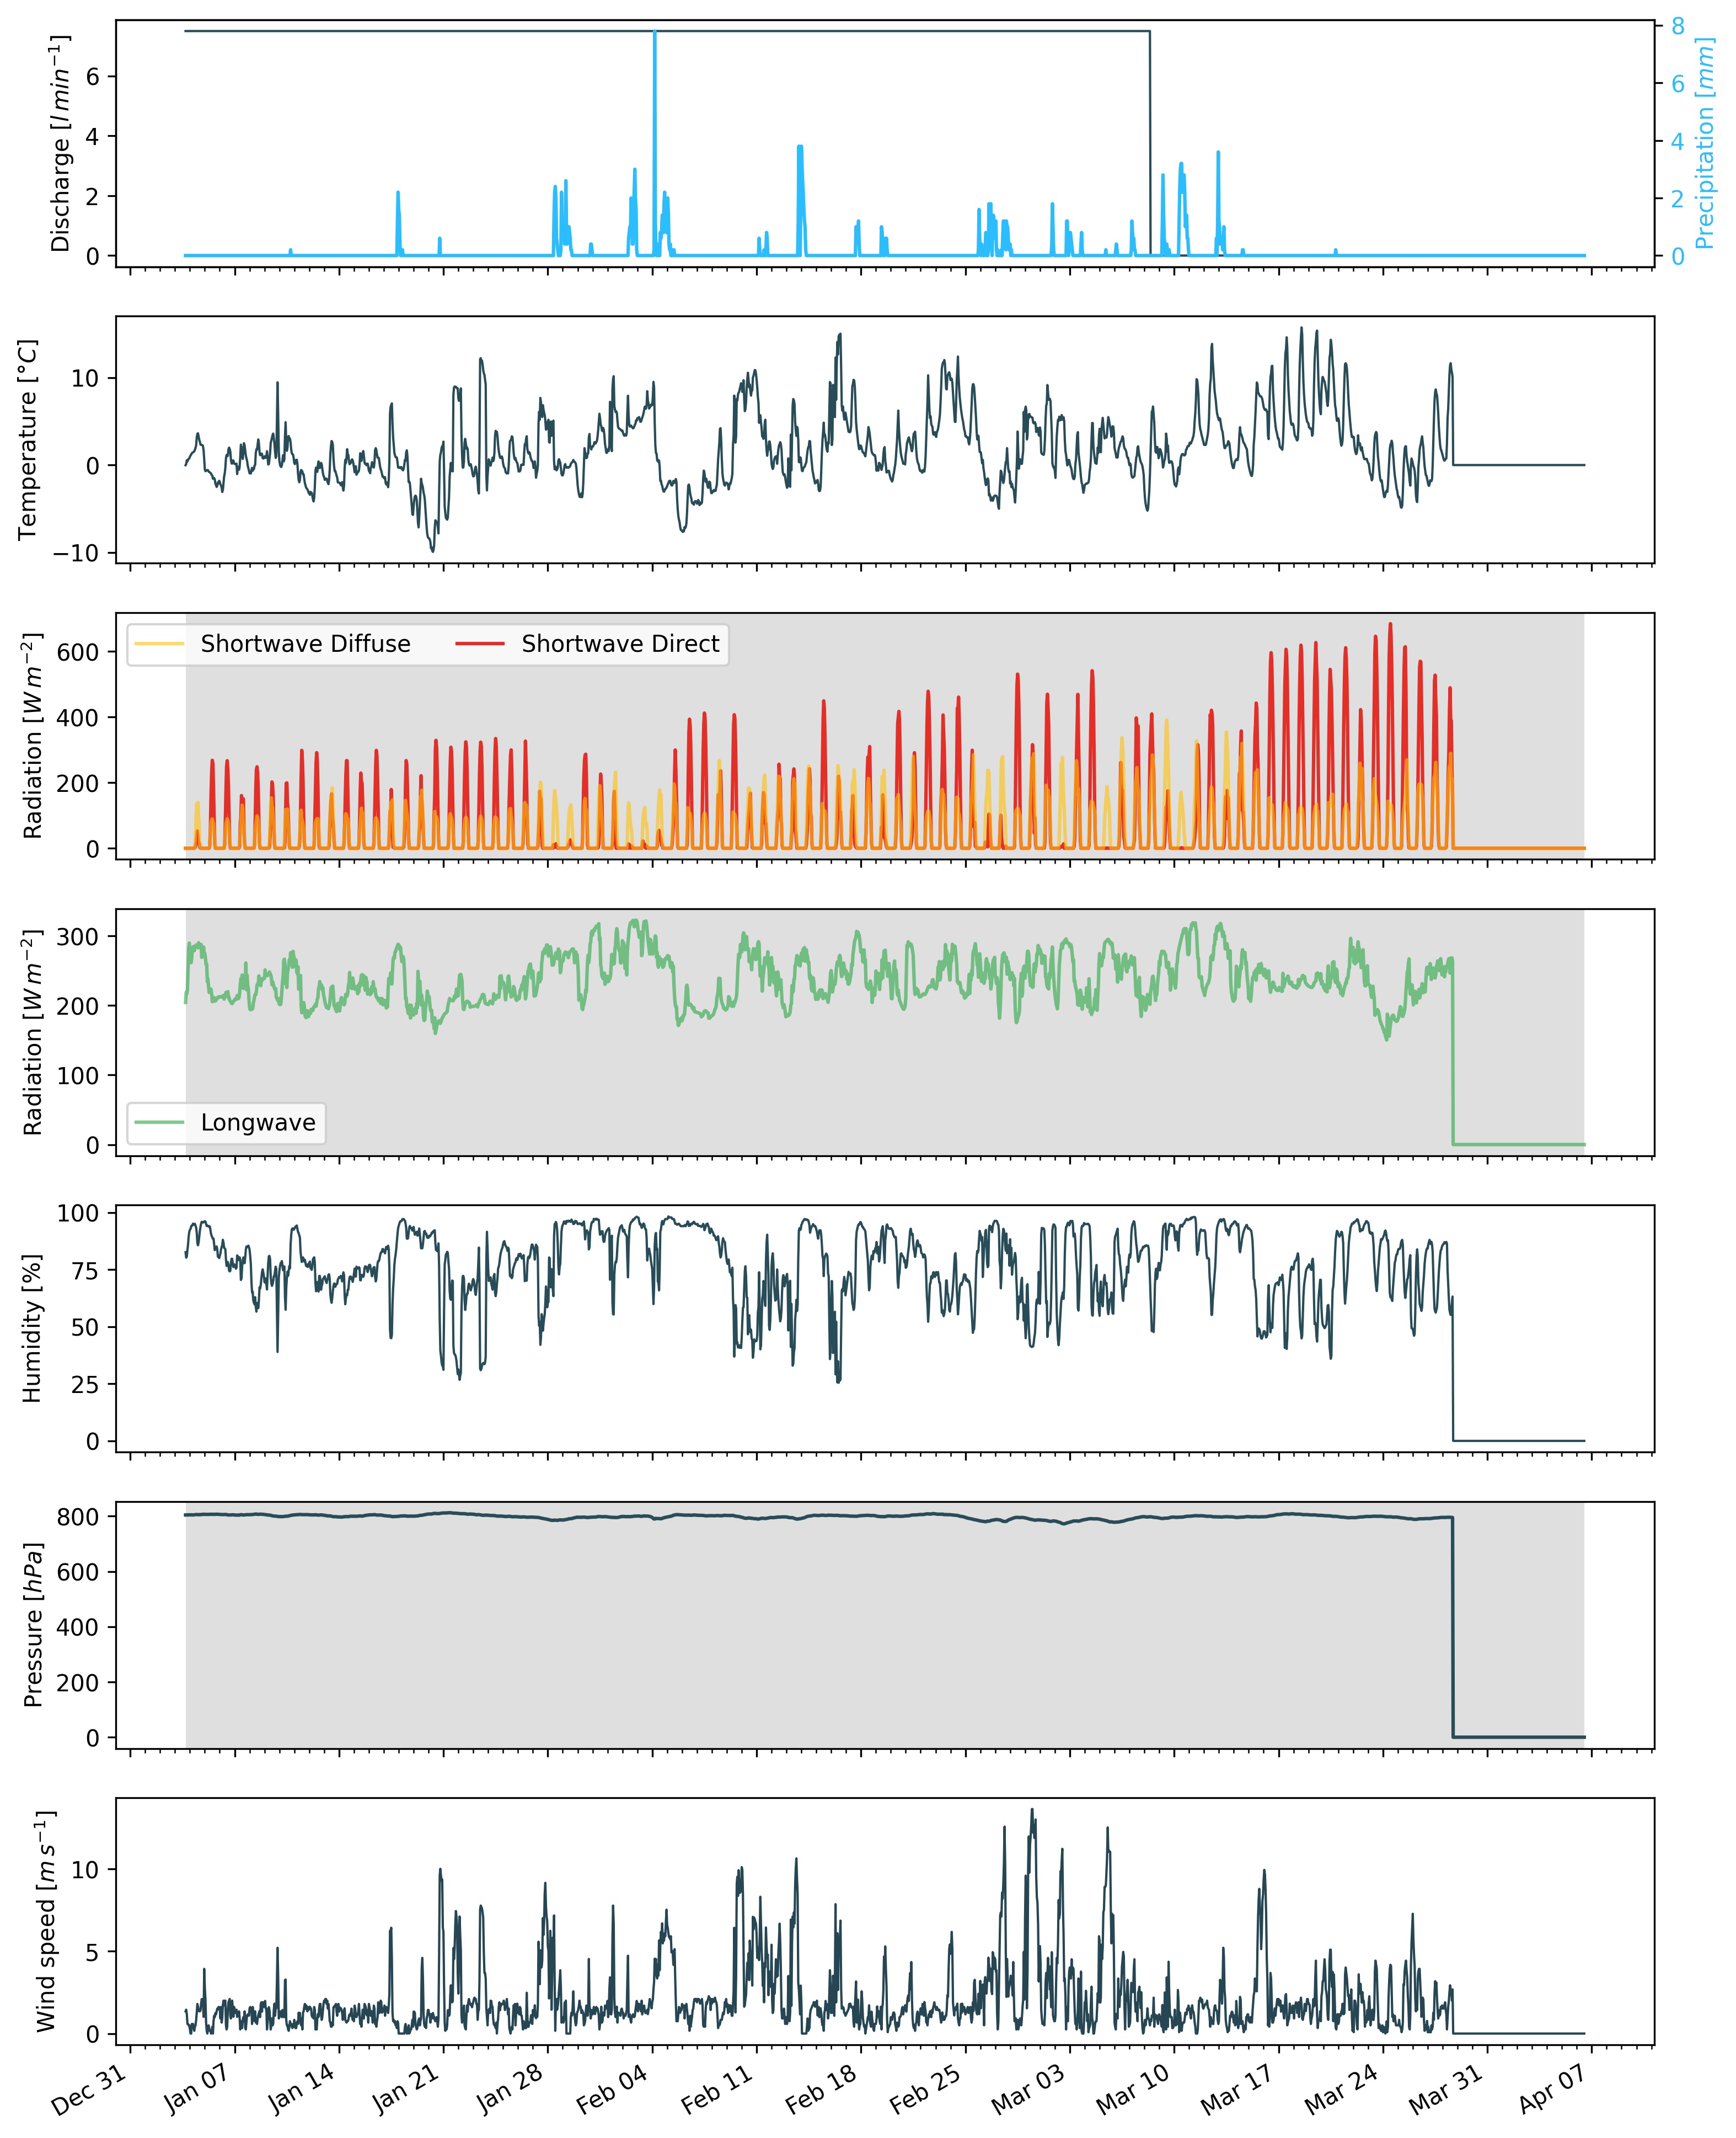 Discharge [l min⁻¹]
0
2
4
6
Precipitation [mm]
0
2
4
6
8
Temperature [°C]
−10
0
10
Radiation [W m⁻²]
0
200
400
600
Shortwave Diffuse
Shortwave Direct
Radiation [W m⁻²]
0
100
200
300
Longwave
Humidity [%]
0
25
50
75
100
Pressure [hPa]
0
200
400
600
800
Wind speed [m s⁻¹]
0
5
10
Dec 31
Jan 07
Jan 14
Jan 21
Jan 28
Feb 04
Feb 11
Feb 18
Feb 25
Mar 03
Mar 10
Mar 17
Mar 24
Mar 31
Apr 07